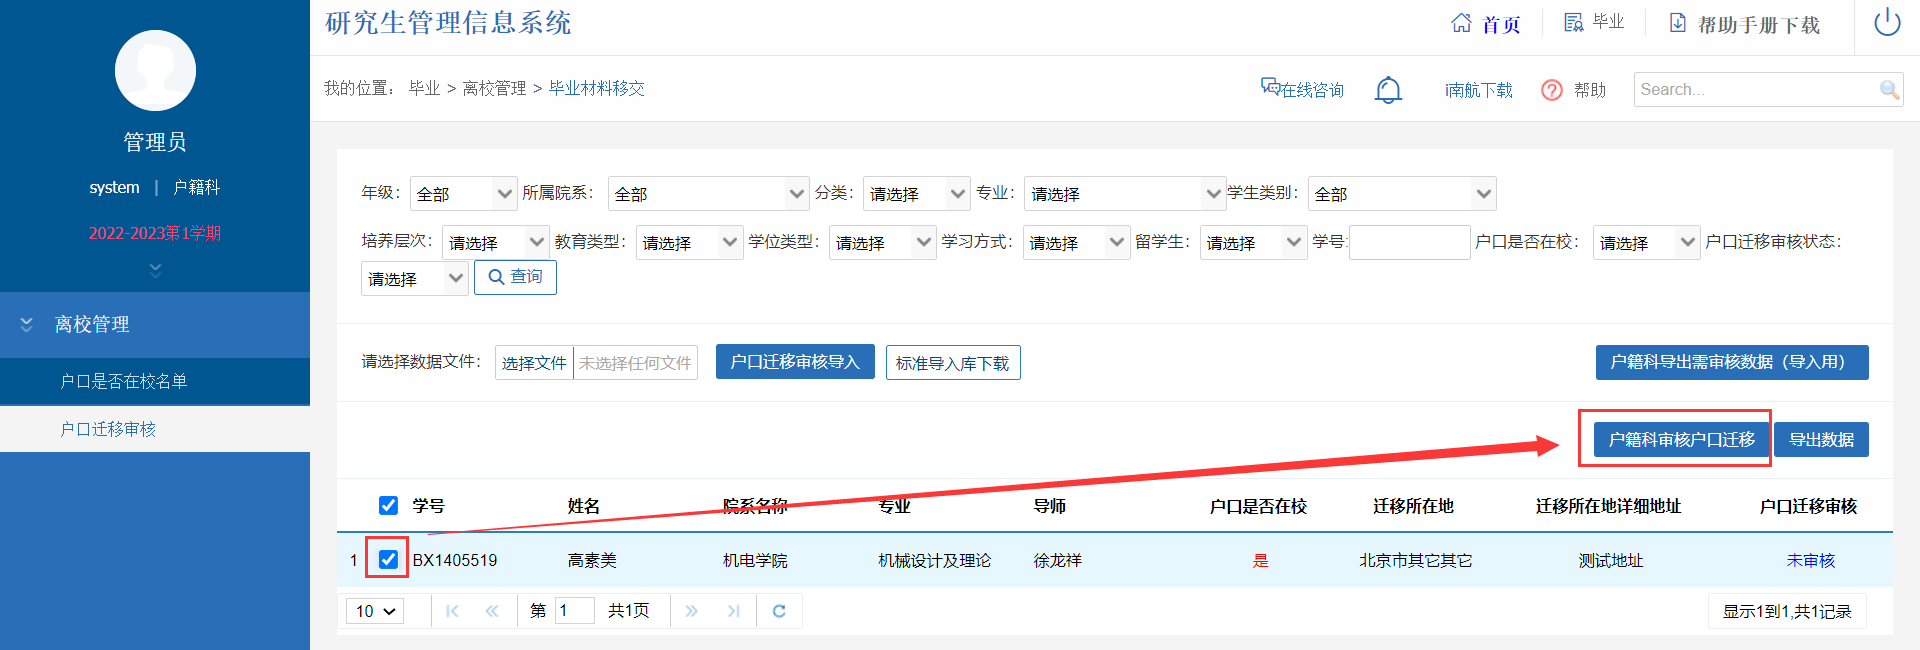 研究生管理信息系统
首页
毕业
帮助手册下载
管理员
system | 户籍科
2022-2023第1学期
离校管理
户口是否在校名单
户口迁移审核
我的位置： 毕业 > 离校管理 > 毕业材料移交
在线咨询
i南航下载
帮助
Search...
年级： 全部 所属院系： 全部 分类： 请选择 专业： 请选择 学生类别： 全部
培养层次： 请选择 教育类型： 请选择 学位类型： 请选择 学习方式： 请选择 留学生： 请选择 学号: 户口是否在校： 请选择 户口迁移审核状态：
请选择 查询
请选择数据文件： 选择文件 未选择任何文件 户口迁移审核导入 标准导入库下载 户籍科导出需审核数据（导入用）
户籍科审核户口迁移 导出数据
学号 姓名 院系名称 专业 导师 户口是否在校 迁移所在地 迁移所在地详细地址 户口迁移审核
1 BX1405519 高素美 机电学院 机械设计及理论 徐龙祥 是 北京市其它其它 测试地址 未审核
10 第 1 共1页 显示1到1,共1记录